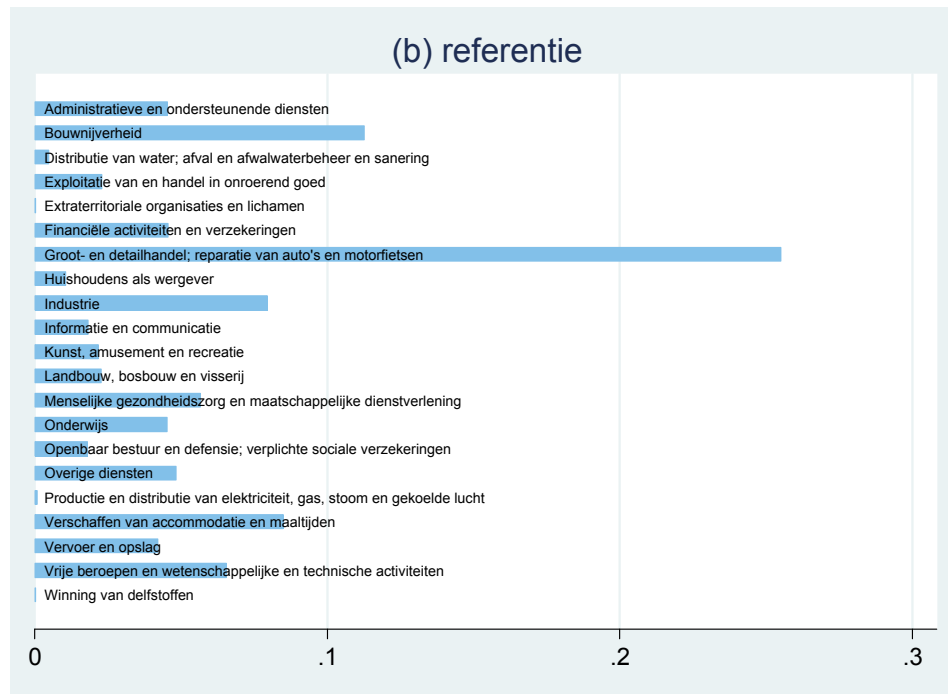 (b) referentie
Administratieve en ondersteunende diensten
Bouwnijverheid
Distributie van water; afval en afwalwaterbeheer en sanering
Exploitatie van en handel in onroerend goed
Extraterritoriale organisaties en lichamen
Financiële activiteiten en verzekeringen
Groot- en detailhandel; reparatie van auto's en motorfietsen
Huishoudens als wergever
Industrie
Informatie en communicatie
Kunst, amusement en recreatie
Landbouw, bosbouw en visserij
Menselijke gezondheidszorg en maatschappelijke dienstverlening
Onderwijs
Openbaar bestuur en defensie; verplichte sociale verzekeringen
Overige diensten
Productie en distributie van elektriciteit, gas, stoom en gekoelde lucht
Verschaffen van accommodatie en maaltijden
Vervoer en opslag
Vrije beroepen en wetenschappelijke en technische activiteiten
Winning van delfstoffen
0 .1 .2 .3